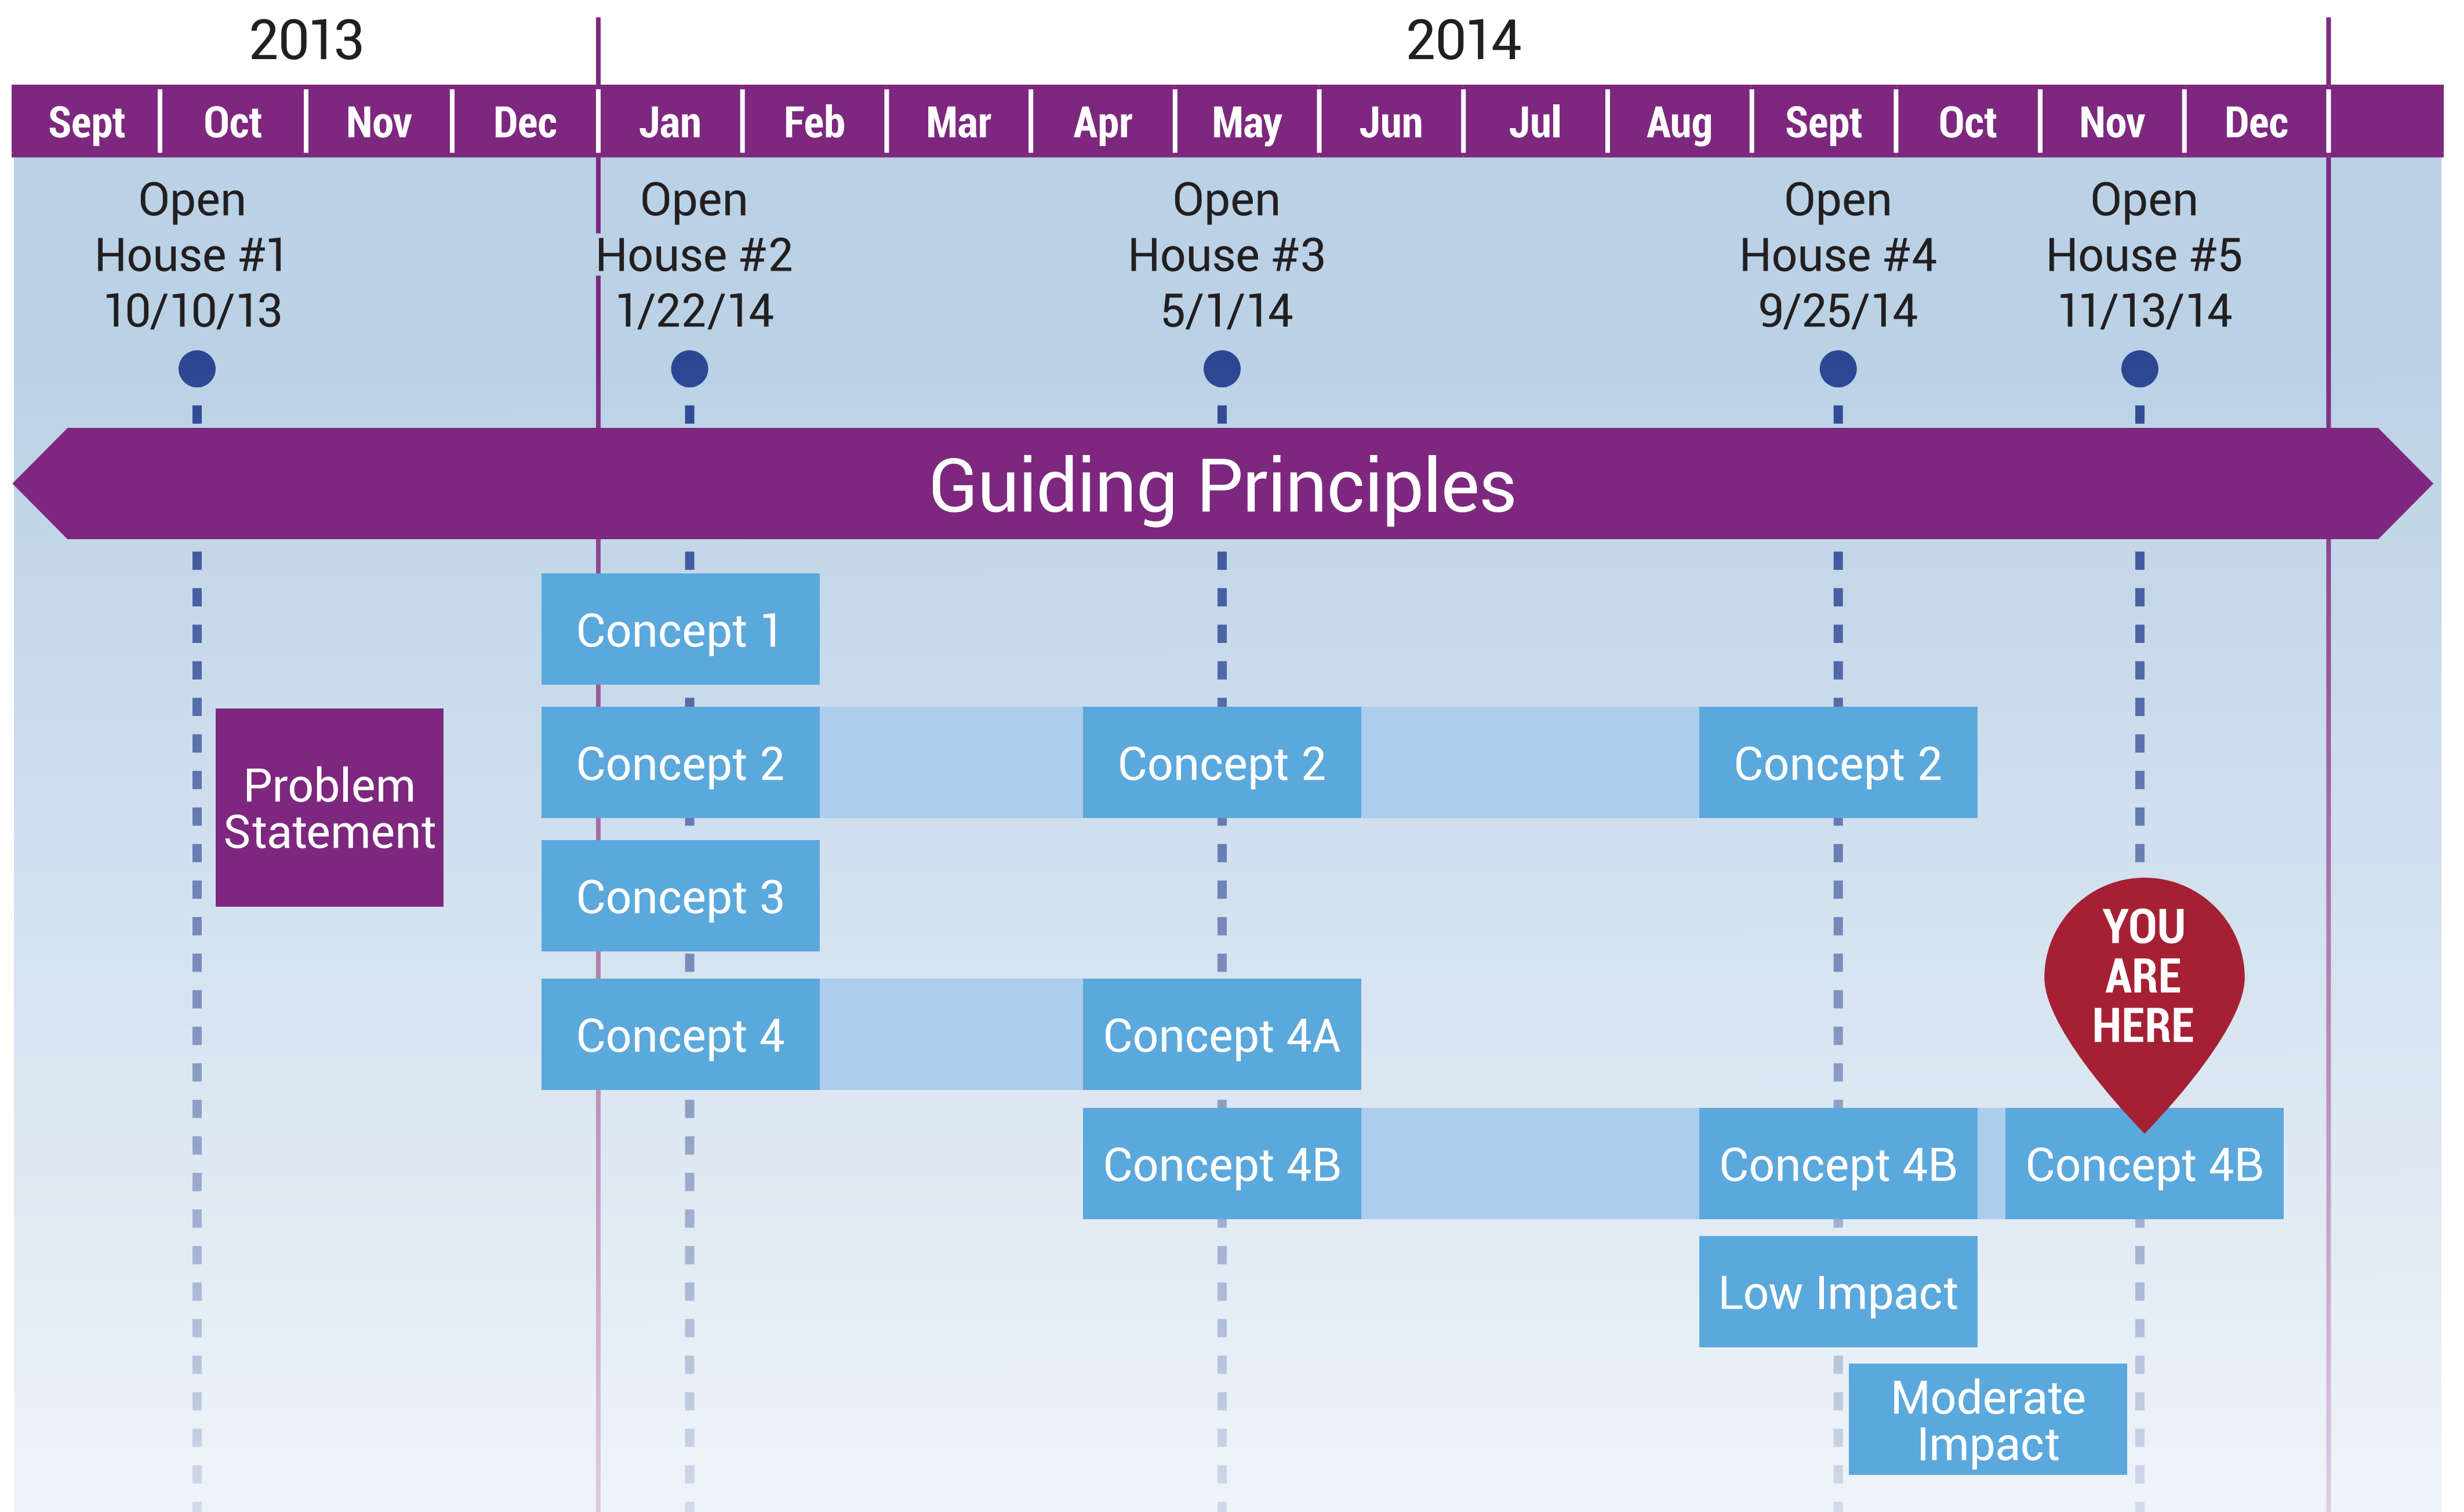 2013
2014
Sept Oct Nov Dec Jan Feb Mar Apr May Jun Jul Aug Sept Oct Nov Dec
Open
House #1
10/10/13
Open
House #2
1/22/14
Open
House #3
5/1/14
Open
House #4
9/25/14
Open
House #5
11/13/14
Guiding Principles
Concept 1
Problem
Statement
Concept 2
Concept 2
Concept 2
Concept 3
YOU
ARE
HERE
Concept 4
Concept 4A
Concept 4B
Concept 4B
Concept 4B
Low Impact
Moderate
Impact